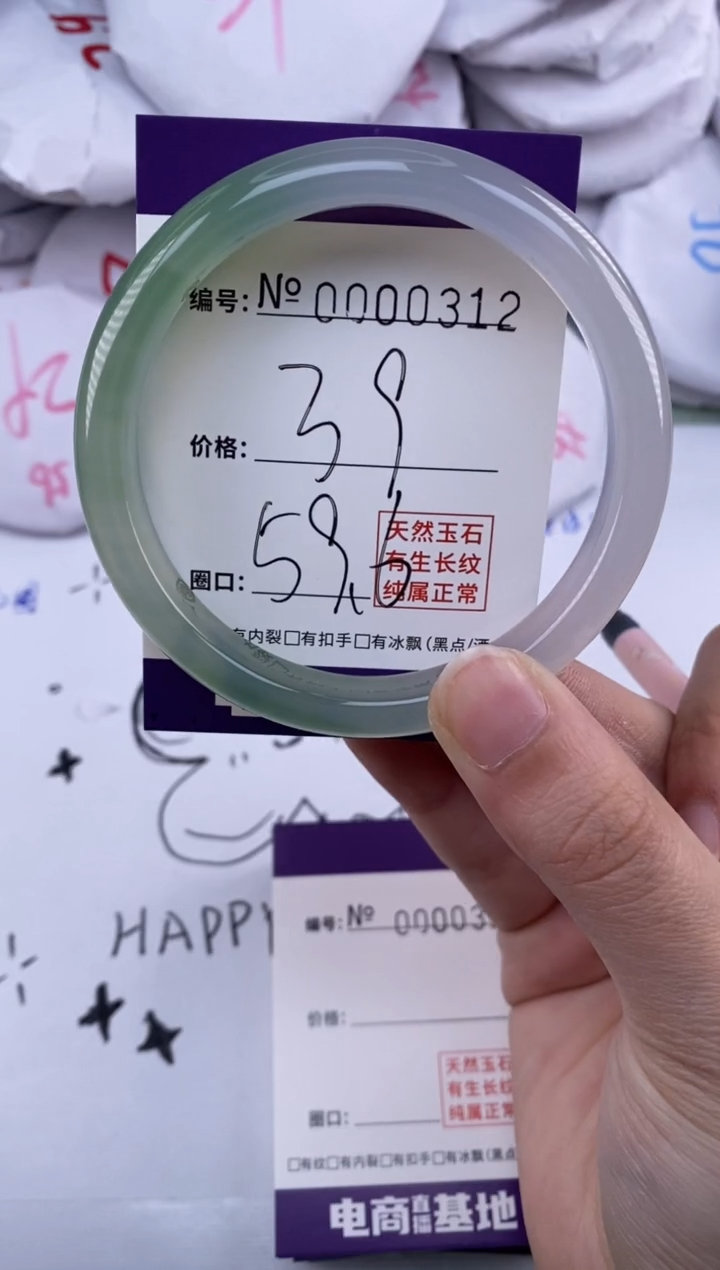 编号: Nº 0000312
价格: 39
圈口: 59.6
天然玉石
有生长纹
纯属正常
有内裂□有扣手□有冰飘(黑点/
HAPPY
编号: Nº 00003
价格:
圈口:
天然玉石
有生长纹
纯属正常
□有纹□有内裂□有扣手□有冰飘(黑点
电商直播基地